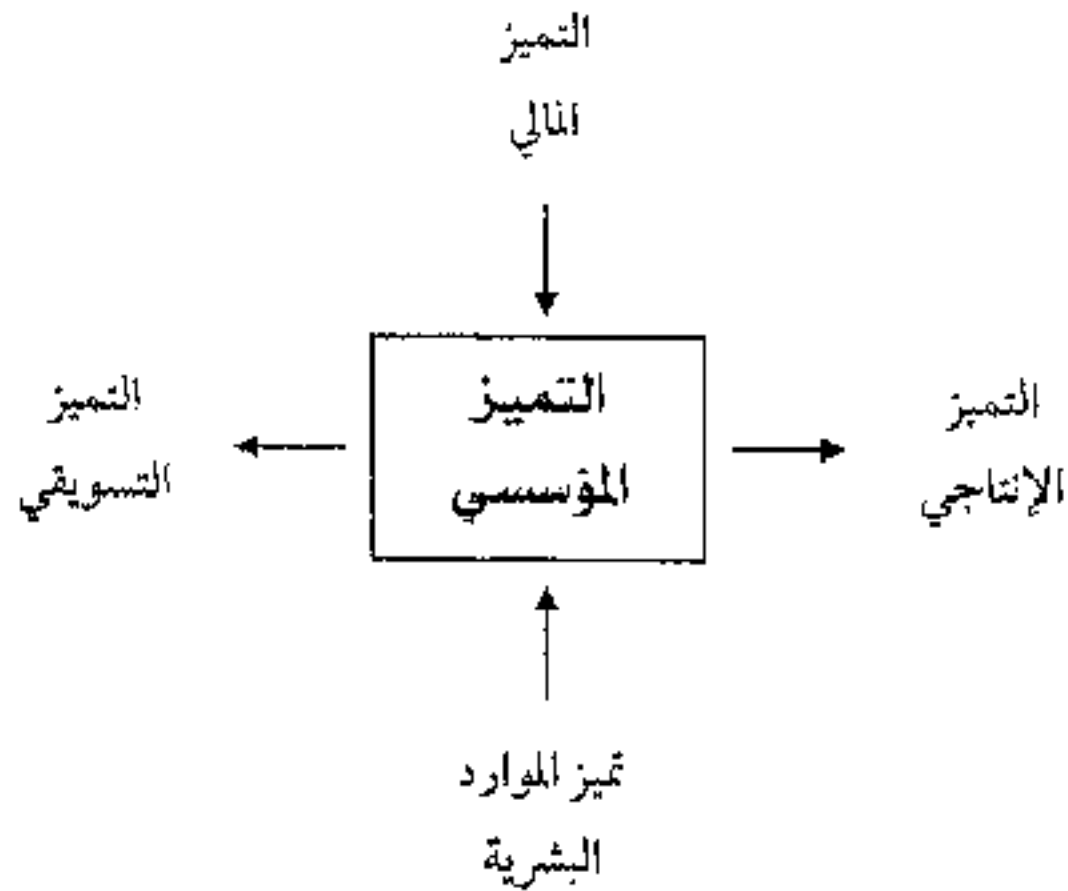 التميز
المالي
التميز
المؤسسي
التميز
الإنتاجي
التميز
التسويقي
تميز الموارد
البشرية